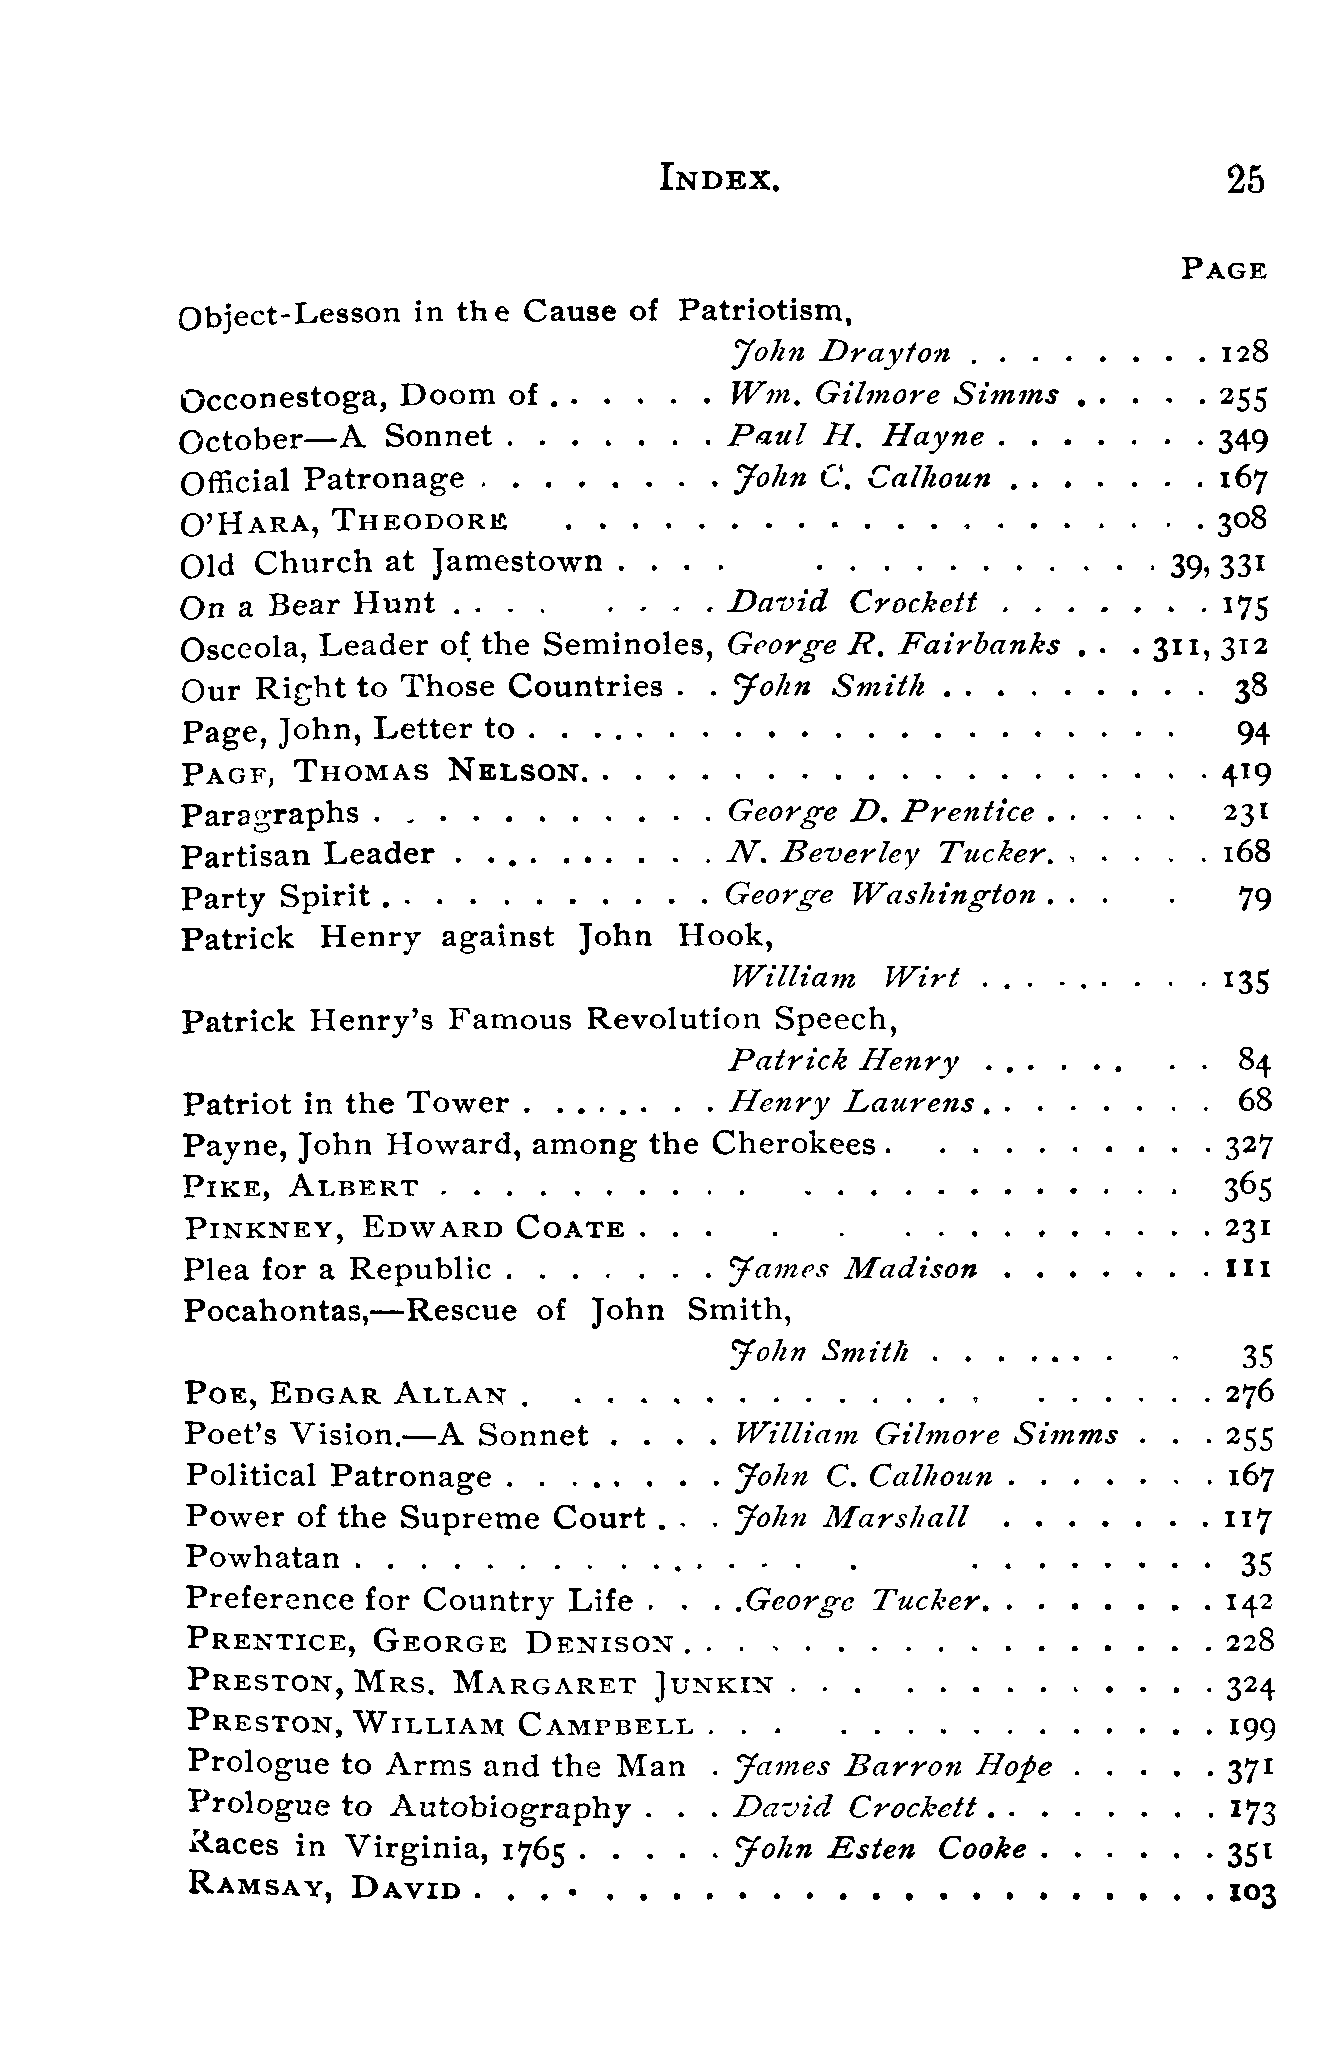 INDEX. 25
PAGE
Object-Lesson in the Cause of Patriotism,
John Drayton . . . . . . . . 128
Occonestoga, Doom of . . . . . . Wm. Gilmore Simms . . . . . 255
October—A Sonnet . . . . . . . Paul H. Hayne . . . . . . . 349
Official Patronage . . . . . . . . John C. Calhoun . . . . . . . 167
O'HARA, THEODORE . . . . . . . . . . . . . . . . . . . . 308
Old Church at Jamestown . . . . . . . . . . . . . . . 39, 331
On a Bear Hunt . . . . . . . . David Crockett . . . . . . . 175
Osceola, Leader of the Seminoles, George R. Fairbanks . . . 311, 312
Our Right to Those Countries . . John Smith . . . . . . . . . 38
Page, John, Letter to . . . . . . . . . . . . . . . . . . . . 94
PAGE, THOMAS NELSON. . . . . . . . . . . . . . . . . . . . 419
Paragraphs . . . . . . . . . . . George D. Prentice . . . . . 231
Partisan Leader . . . . . . . . . N. Beverley Tucker. . . . . . 168
Party Spirit . . . . . . . . . . . George Washington . . . . 79
Patrick Henry against John Hook,
William Wirt . . . . . . . . . 135
Patrick Henry's Famous Revolution Speech,
Patrick Henry . . . . . . . . 84
Patriot in the Tower . . . . . . . Henry Laurens . . . . . . . . 68
Payne, John Howard, among the Cherokees . . . . . . . . . . 327
PIKE, ALBERT . . . . . . . . . . . . . . . . . . . . . . 365
PINKNEY, EDWARD COATE . . . . . . . . . . . . . . . 231
Plea for a Republic . . . . . . . James Madison . . . . . . . 111
Pocahontas,—Rescue of John Smith,
John Smith . . . . . . . . 35
POE, EDGAR ALLAN . . . . . . . . . . . . . . . . . . . . 276
Poet's Vision.—A Sonnet . . . . William Gilmore Simms . . . 255
Political Patronage . . . . . . . . John C. Calhoun . . . . . . . 167
Power of the Supreme Court . . . John Marshall . . . . . . . 117
Powhatan . . . . . . . . . . . . . . . . . . . . . . . . 35
Preference for Country Life . . . .George Tucker. . . . . . . . 142
PRENTICE, GEORGE DENISON . . . . . . . . . . . . . . . . . 228
PRESTON, MRS. MARGARET JUNKIN . . . . . . . . . . . . . 324
PRESTON, WILLIAM CAMPBELL . . . . . . . . . . . . . . . 199
Prologue to Arms and the Man . James Barron Hope . . . . . 371
Prologue to Autobiography . . . David Crockett . . . . . . . . 173
Races in Virginia, 1765 . . . . . John Esten Cooke . . . . . . 351
RAMSAY, DAVID . . . . . . . . . . . . . . . . . . . . . . . 103